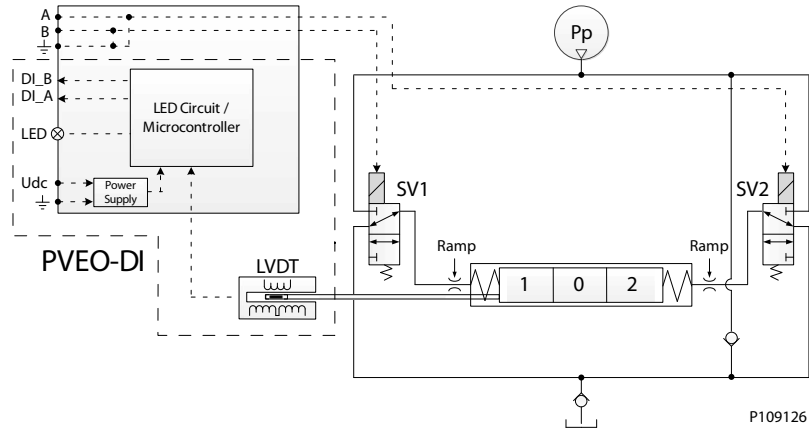 A
B
Pp
DI_B
DI_A
LED Circuit /
Microcontroller
LED
SV1
SV2
Udc
Power
Supply
Ramp
Ramp
PVEO-DI
LVDT
1 0 2
P109126